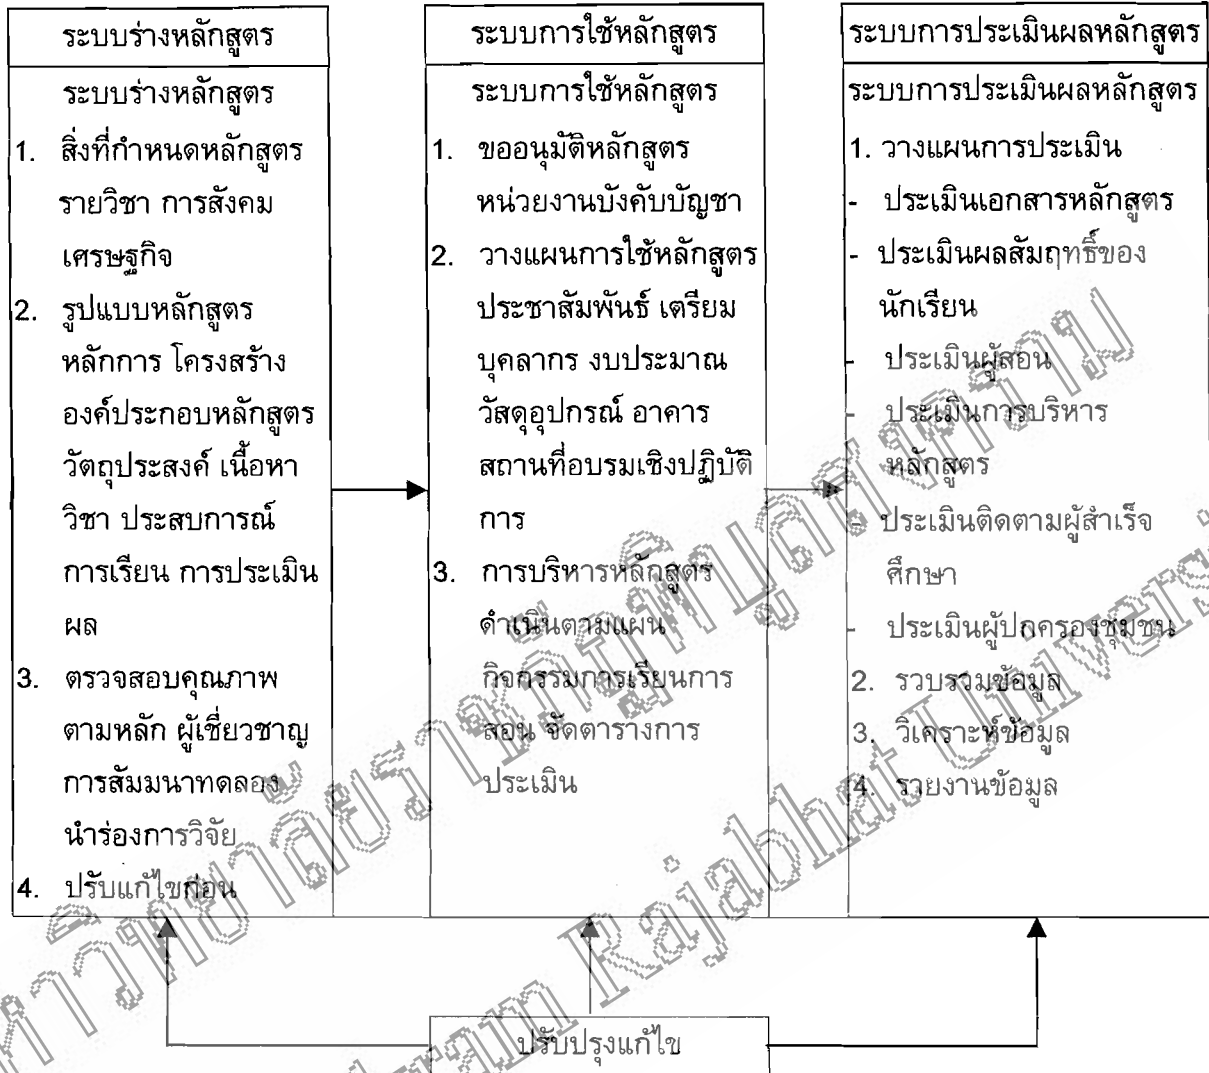 ระบบร่างหลักสูตร
ระบบร่างหลักสูตร
1. สิ่งที่กำหนดหลักสูตร
รายวิชา การสังคม
เศรษฐกิจ
2. รูปแบบหลักสูตร
หลักการ โครงสร้าง
องค์ประกอบหลักสูตร
วัตถุประสงค์ เนื้อหา
วิชา ประสบการณ์
การเรียน การประเมิน
ผล
3. ตรวจสอบคุณภาพ
ตามหลัก ผู้เชี่ยวชาญ
การสัมมนาทดลอง
นำร่องการวิจัย
4. ปรับแก้ไขก่อน
ระบบการใช้หลักสูตร
ระบบการใช้หลักสูตร
1. ขออนุมัติหลักสูตร
หน่วยงานบังคับบัญชา
2. วางแผนการใช้หลักสูตร
ประชาสัมพันธ์ เตรียม
บุคลากร งบประมาณ
วัสดุอุปกรณ์ อาคาร
สถานที่อบรมเชิงปฏิบัติ
การ
3. การบริหารหลักสูตร
ดำเนินตามแผน
กิจกรรมการเรียนการ
สอน จัดตารางการ
ประเมิน
ระบบการประเมินผลหลักสูตร
ระบบการประเมินผลหลักสูตร
1. วางแผนการประเมิน
- ประเมินเอกสารหลักสูตร
- ประเมินผลสัมฤทธิ์ของ
นักเรียน
- ประเมินผู้สอน
- ประเมินการบริหาร
หลักสูตร
- ประเมินติดตามผู้สำเร็จ
ศึกษา
- ประเมินผู้ปกครองชุมชน
2. รวบรวมข้อมูล
3. วิเคราะห์ข้อมูล
4. รายงานข้อมูล
ปรับปรุงแก้ไข
Rajabhat